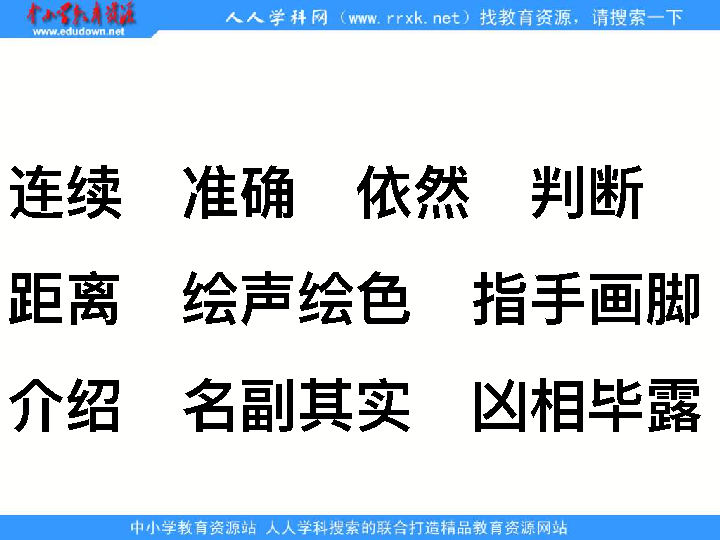 中小学教育资源
www.edudown.net
人人学科网（www.rrxk.net）找教育资源，请搜索一下
连续 准确 依然 判断
距离 绘声绘色 指手画脚
介绍 名副其实 凶相毕露
中小学教育资源站 人人学科搜索的联合打造精品教育资源网站